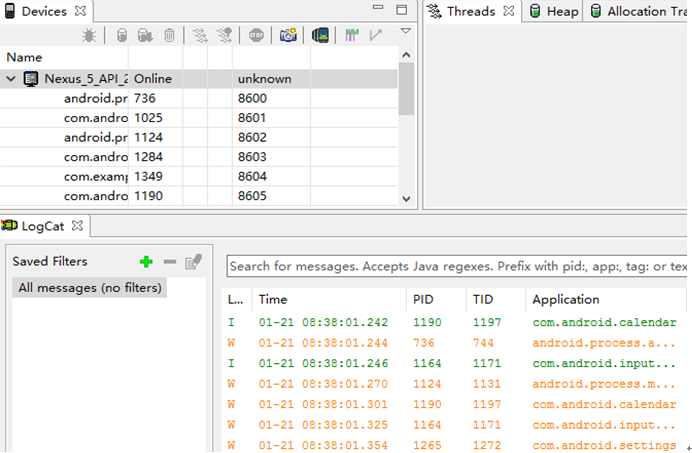 Devices
Name
Nexus_5_API_2 Online unknown
android.pr 736 8600
com.andro 1025 8601
android.pr 1124 8602
com.andro 1284 8603
com.examp 1349 8604
com.andro 1190 8605
Threads Heap Allocation Tra
LogCat
Saved Filters
All messages (no filters)
Search for messages. Accepts Java regexes. Prefix with pid:, app:, tag: or tex
L... Time PID TID Application
I 01-21 08:38:01.242 1190 1197 com.android.calendar
W 01-21 08:38:01.244 736 744 android.process.a...
I 01-21 08:38:01.246 1164 1171 com.android.input...
W 01-21 08:38:01.270 1124 1131 android.process.m...
W 01-21 08:38:01.301 1190 1197 com.android.calendar
W 01-21 08:38:01.325 1164 1171 com.android.input...
W 01-21 08:38:01.354 1265 1272 com.android.settings